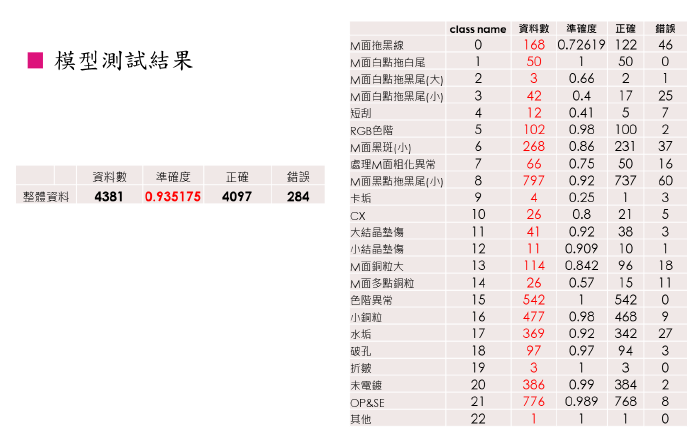 模型測試結果
資料數 準確度 正確 錯誤
整體資料 4381 0.935175 4097 284
class name 資料數 準確度 正確 錯誤
M面拖黑線 0 168 0.72619 122 46
M面白點拖白尾 1 50 1 50 0
M面白點拖黑尾(大) 2 3 0.66 2 1
M面白點拖黑尾(小) 3 42 0.4 17 25
短刮 4 12 0.41 5 7
RGB色階 5 102 0.98 100 2
M面黑斑(小) 6 268 0.86 231 37
處理M面粗化異常 7 66 0.75 50 16
M面黑點拖黑尾(小) 8 797 0.92 737 60
卡垢 9 4 0.25 1 3
CX 10 26 0.8 21 5
大結晶墊傷 11 41 0.92 38 3
小結晶墊傷 12 11 0.909 10 1
M面銅粒大 13 114 0.842 96 18
M面多點銅粒 14 26 0.57 15 11
色階異常 15 542 1 542 0
小銅粒 16 477 0.98 468 9
水垢 17 369 0.92 342 27
破孔 18 97 0.97 94 3
折皺 19 3 1 3 0
未電鍍 20 386 0.99 384 2
OP&SE 21 776 0.989 768 8
其他 22 1 1 1 0